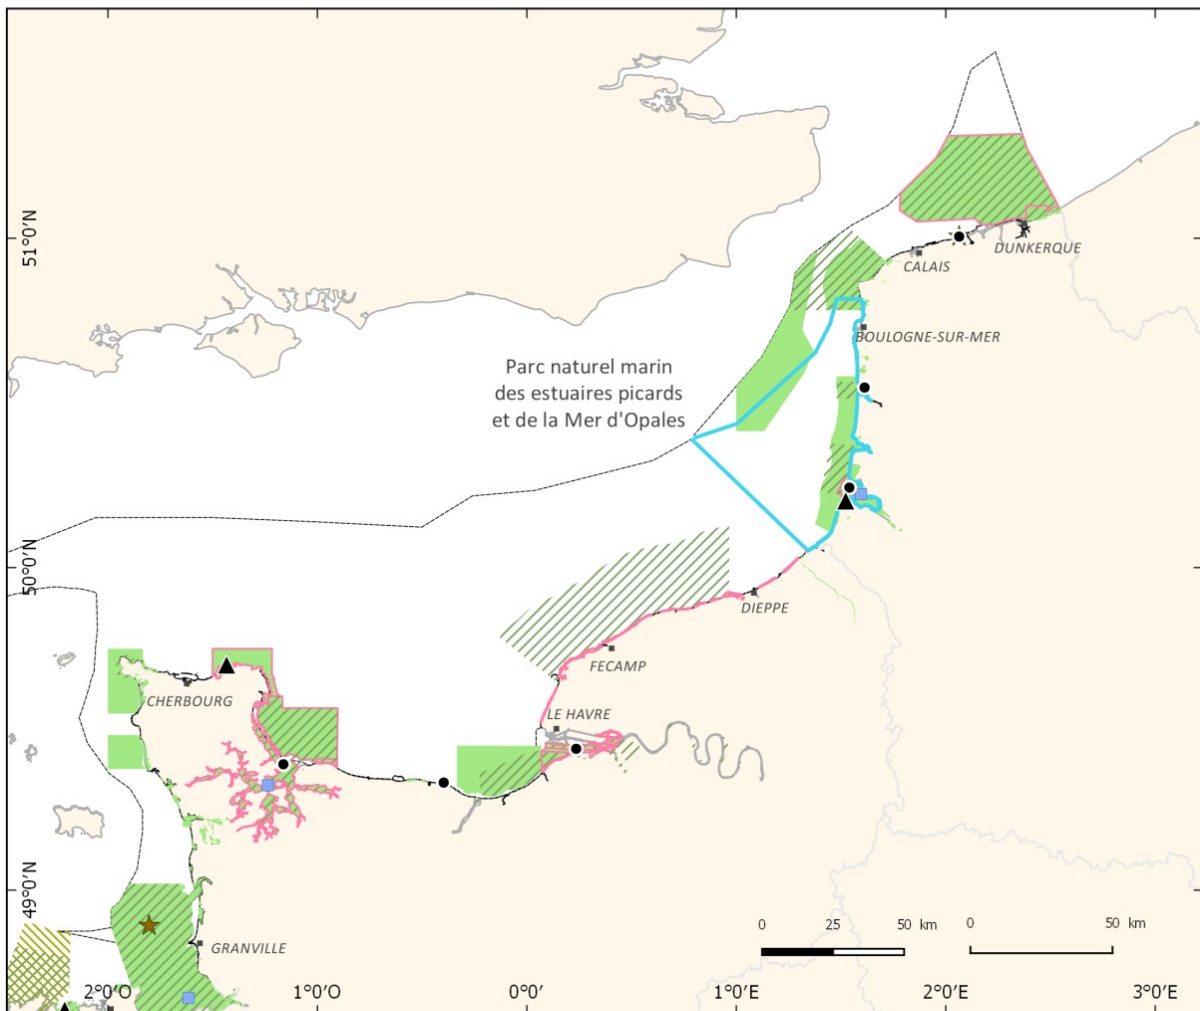 51°0'N
DUNKERQUE
CALAIS
BOULOGNE-SUR-MER
Parc naturel marin
des estuaires picards
et de la Mer d'Opales
50°0'N
DIEPPE
FECAMP
CHERBOURG
LE HAVRE
49°0'N
GRANVILLE
0 25 50 km
0 50 km
2°0'O 1°0'O 0°0' 1°0'E 2°0'E 3°0'E